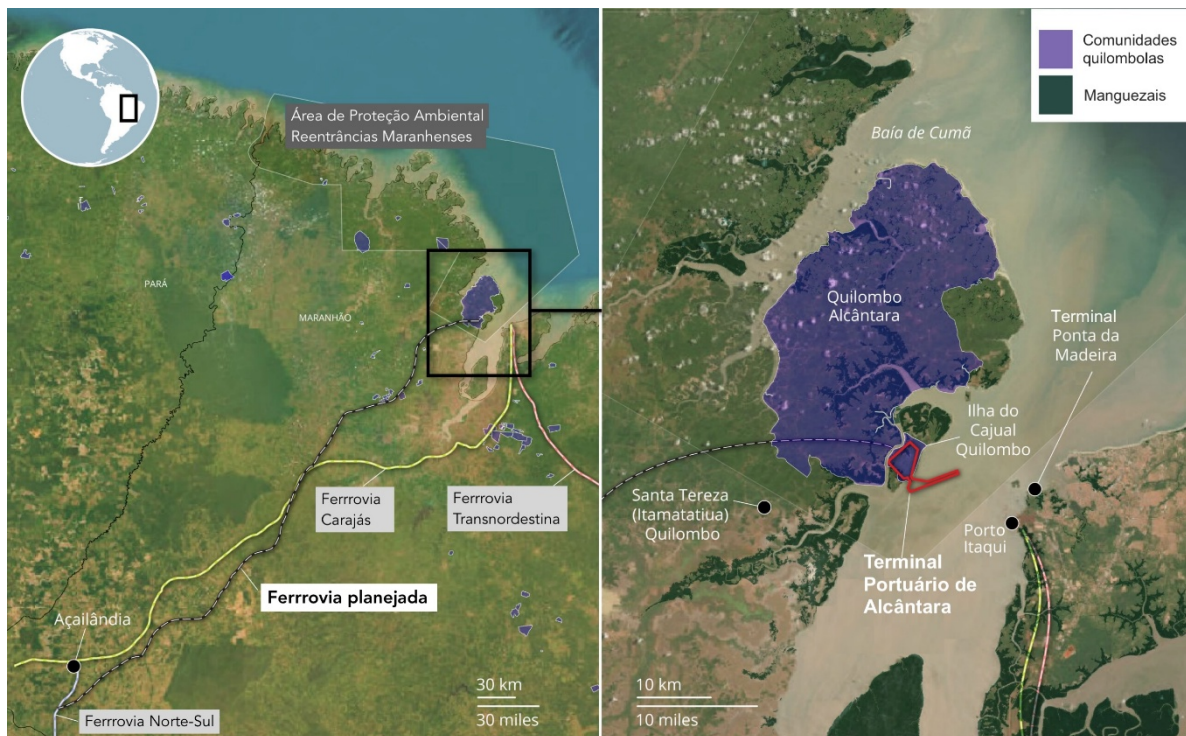 Área de Proteção Ambiental
Reentrâncias Maranhenses
PARÁ
MARANHÃO
Ferrrovia
Carajás
Ferrrovia
Transnordestina
Ferrrovia planejada
Açailândia
Ferrrovia Norte-Sul
30 km
30 miles
Comunidades
quilombolas
Manguezais
Baía de Cumã
Quilombo
Alcântara
Terminal
Ponta da
Madeira
Ilha do
Cajual
Quilombo
Santa Tereza
(Itamatatiua)
Quilombo
Porto
Itaqui
Terminal
Portuário de
Alcântara
10 km
10 miles